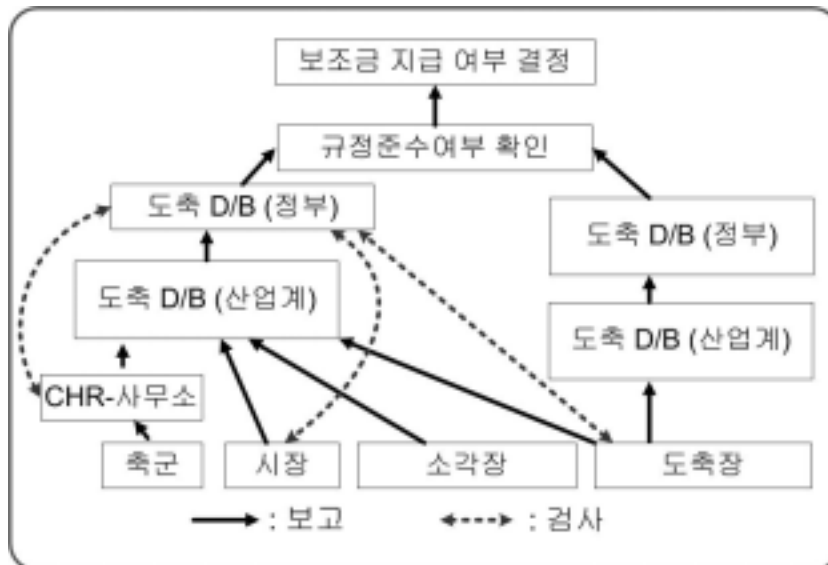 보조금 지급 여부 결정
규정준수여부 확인
도축 D/B (정부)
도축 D/B (정부)
도축 D/B (산업계)
도축 D/B (산업계)
CHR-사무소
축군
시장
소각장
도축장
: 보고
: 검사